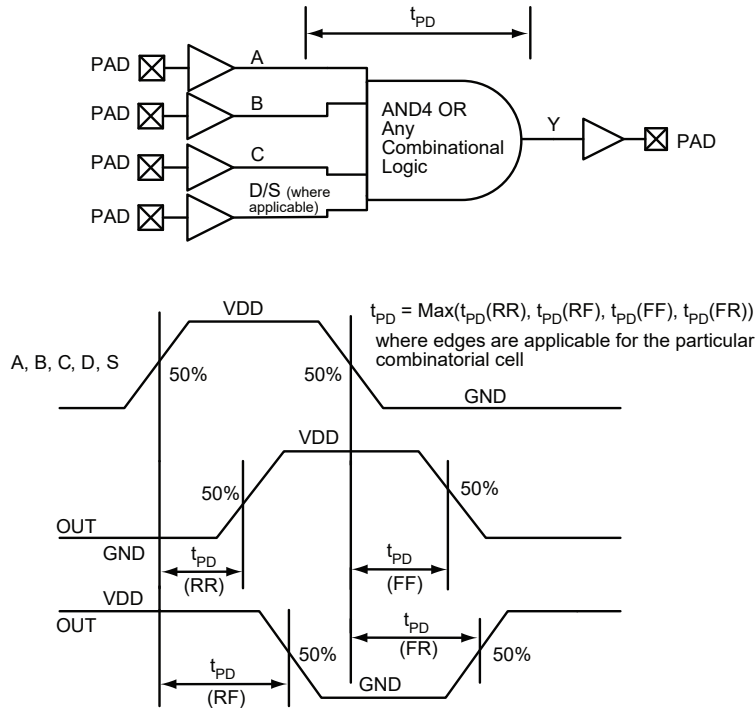 tPD
PAD
A
PAD
B
PAD
C
PAD
D/S (where
applicable)
AND4 OR
Any
Combinational
Logic
Y
PAD
tPD = Max(tPD(RR), tPD(RF), tPD(FF), tPD(FR))
where edges are applicable for the particular
combinatorial cell
VDD
A, B, C, D, S
50%
50%
GND
VDD
50%
50%
OUT
GND
tPD
(RR)
tPD
(FF)
VDD
OUT
tPD
(FR)
50%
50%
tPD
(RF)
GND